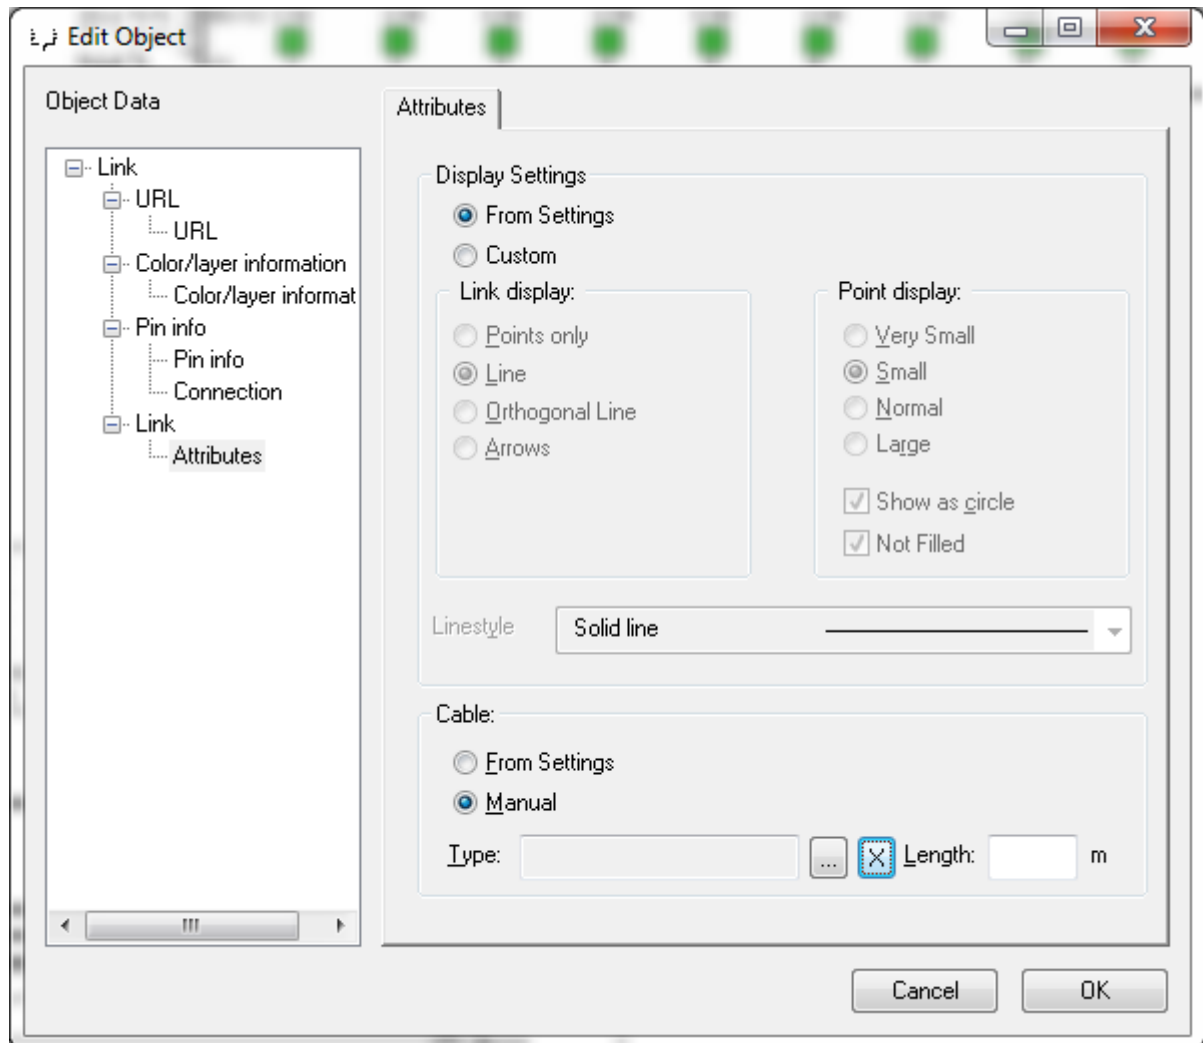 Edit Object
Object Data
Link
URL
URL
Color/layer information
Color/layer informat
Pin info
Pin info
Connection
Link
Attributes
Attributes
Display Settings
From Settings
Custom
Link display:
Points only
Line
Orthogonal Line
Arrows
Point display:
Very Small
Small
Normal
Large
Show as circle
Not Filled
Linestyle
Solid line
Cable:
From Settings
Manual
Type: ... X Length: m
Cancel OK